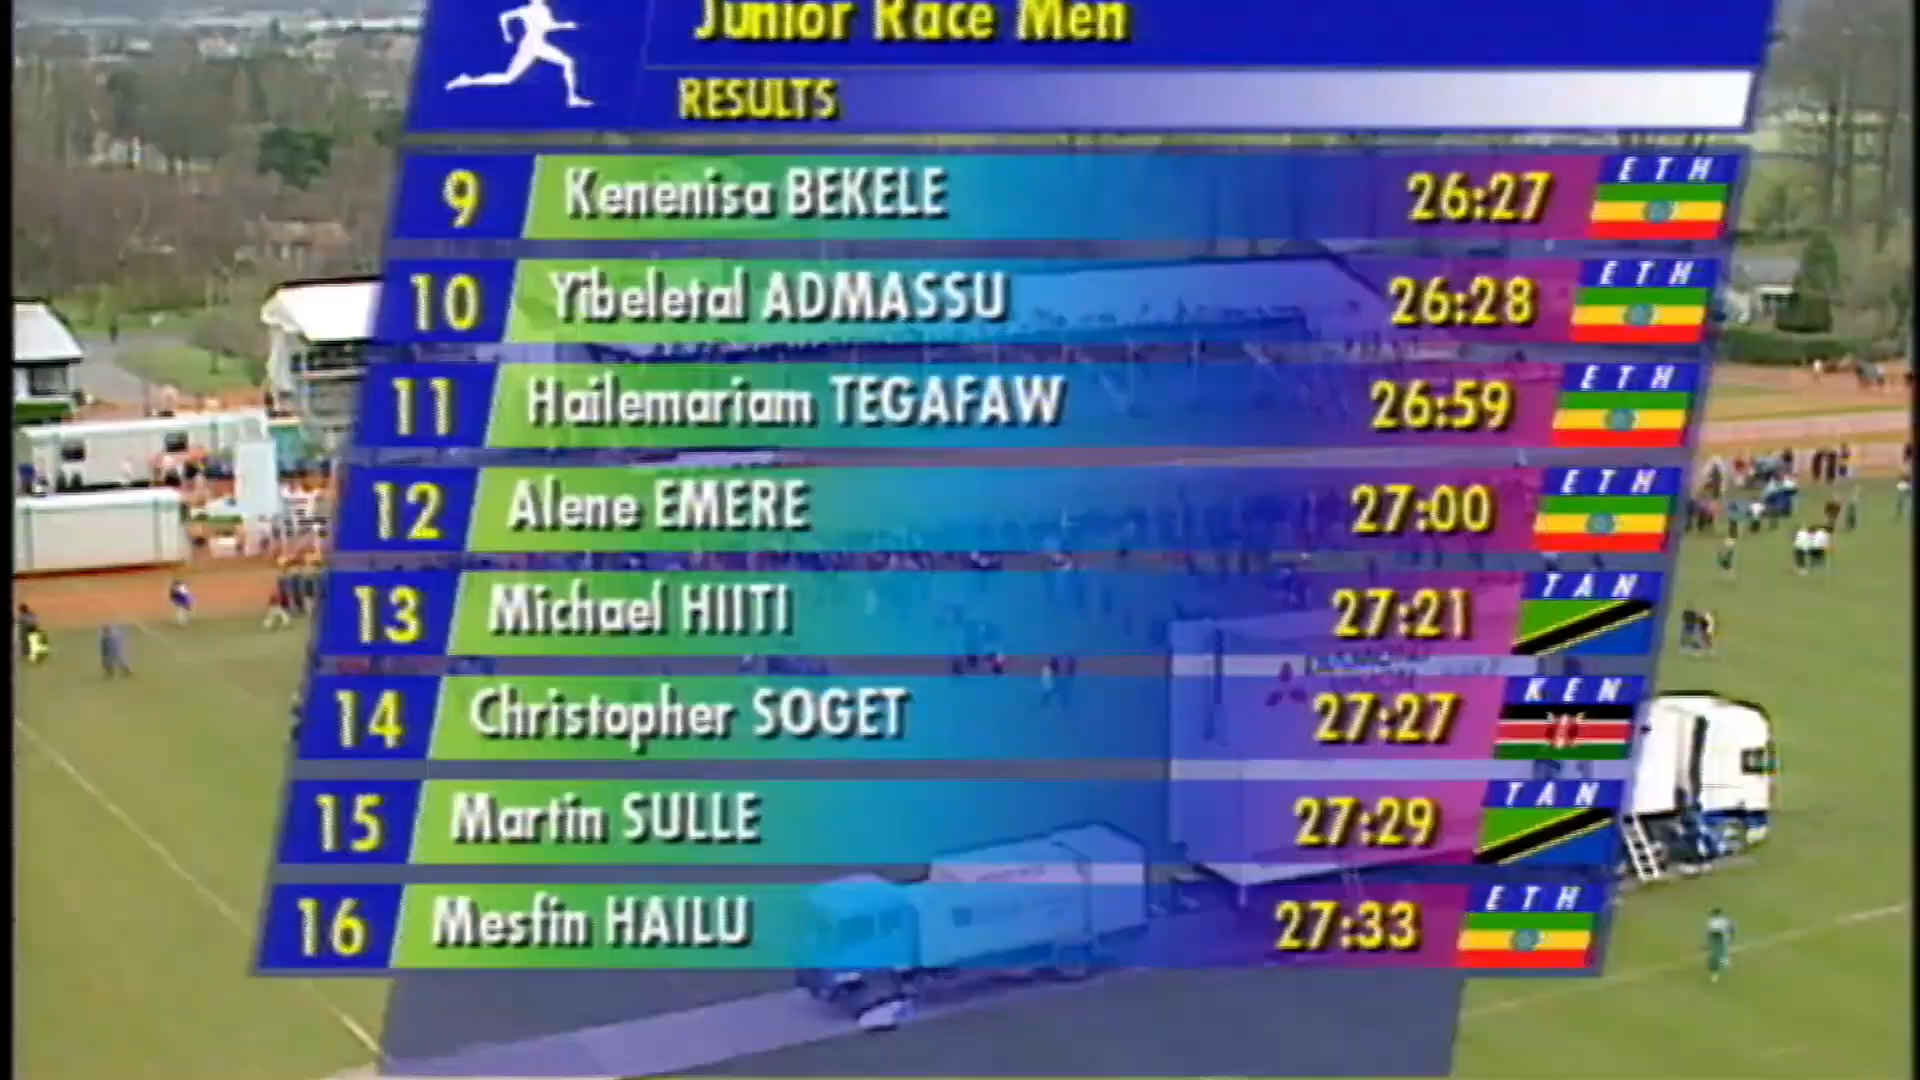 Junior Race Men
RESULTS
9 Kenenisa BEKELE 26:27 ETH
10 Yibeletal ADMASSU 26:28 ETH
11 Hailemariam TEGAFAW 26:59 ETH
12 Alene EMERE 27:00 ETH
13 Michael HIITI 27:21 TAN
14 Christopher SOGET 27:27 KEN
15 Martin SULLE 27:29 TAN
16 Mesfin HAILU 27:33 ETH